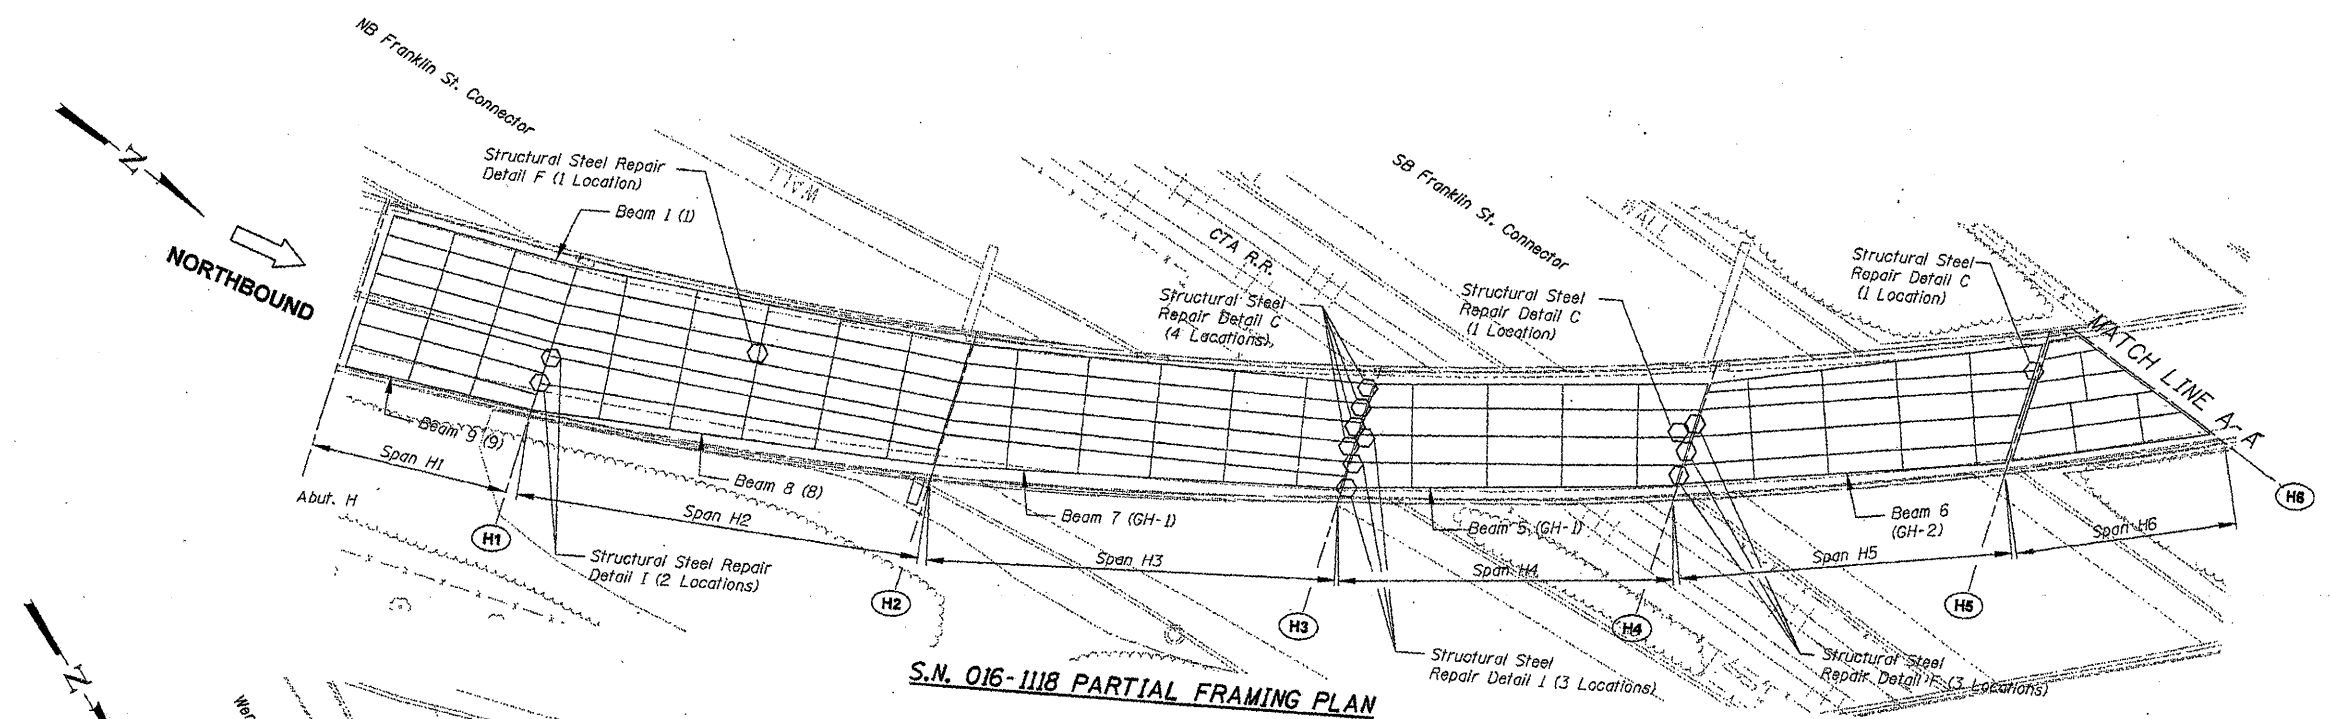 NB Franklin St. Connector
N
NORTHBOUND
Structural Steel Repair
Detail F (1 Location)
Beam 1 (1)
WALL
CTA R.R.
SB Franklin St. Connector
WALL
Structural Steel
Repair Detail C
(4 Locations)
Structural Steel
Repair Detail C
(1 Location)
Structural Steel
Repair Detail C
(1 Location)
MATCH LINE A-A
Beam 9 (9)
Span H1
Abut. H
H1
Beam 8 (8)
Span H2
Structural Steel Repair
Detail I (2 Locations)
H2
Beam 7 (GH-1)
Span H3
H3
Beam 5 (GH-1)
Span H4
H4
Beam 6
(GH-2)
Span H5
H5
Span H6
H6
Structural Steel
Repair Detail I (3 Locations)
Structural Steel
Repair Detail F (3 Locations)
S.N. 016-1118 PARTIAL FRAMING PLAN
N